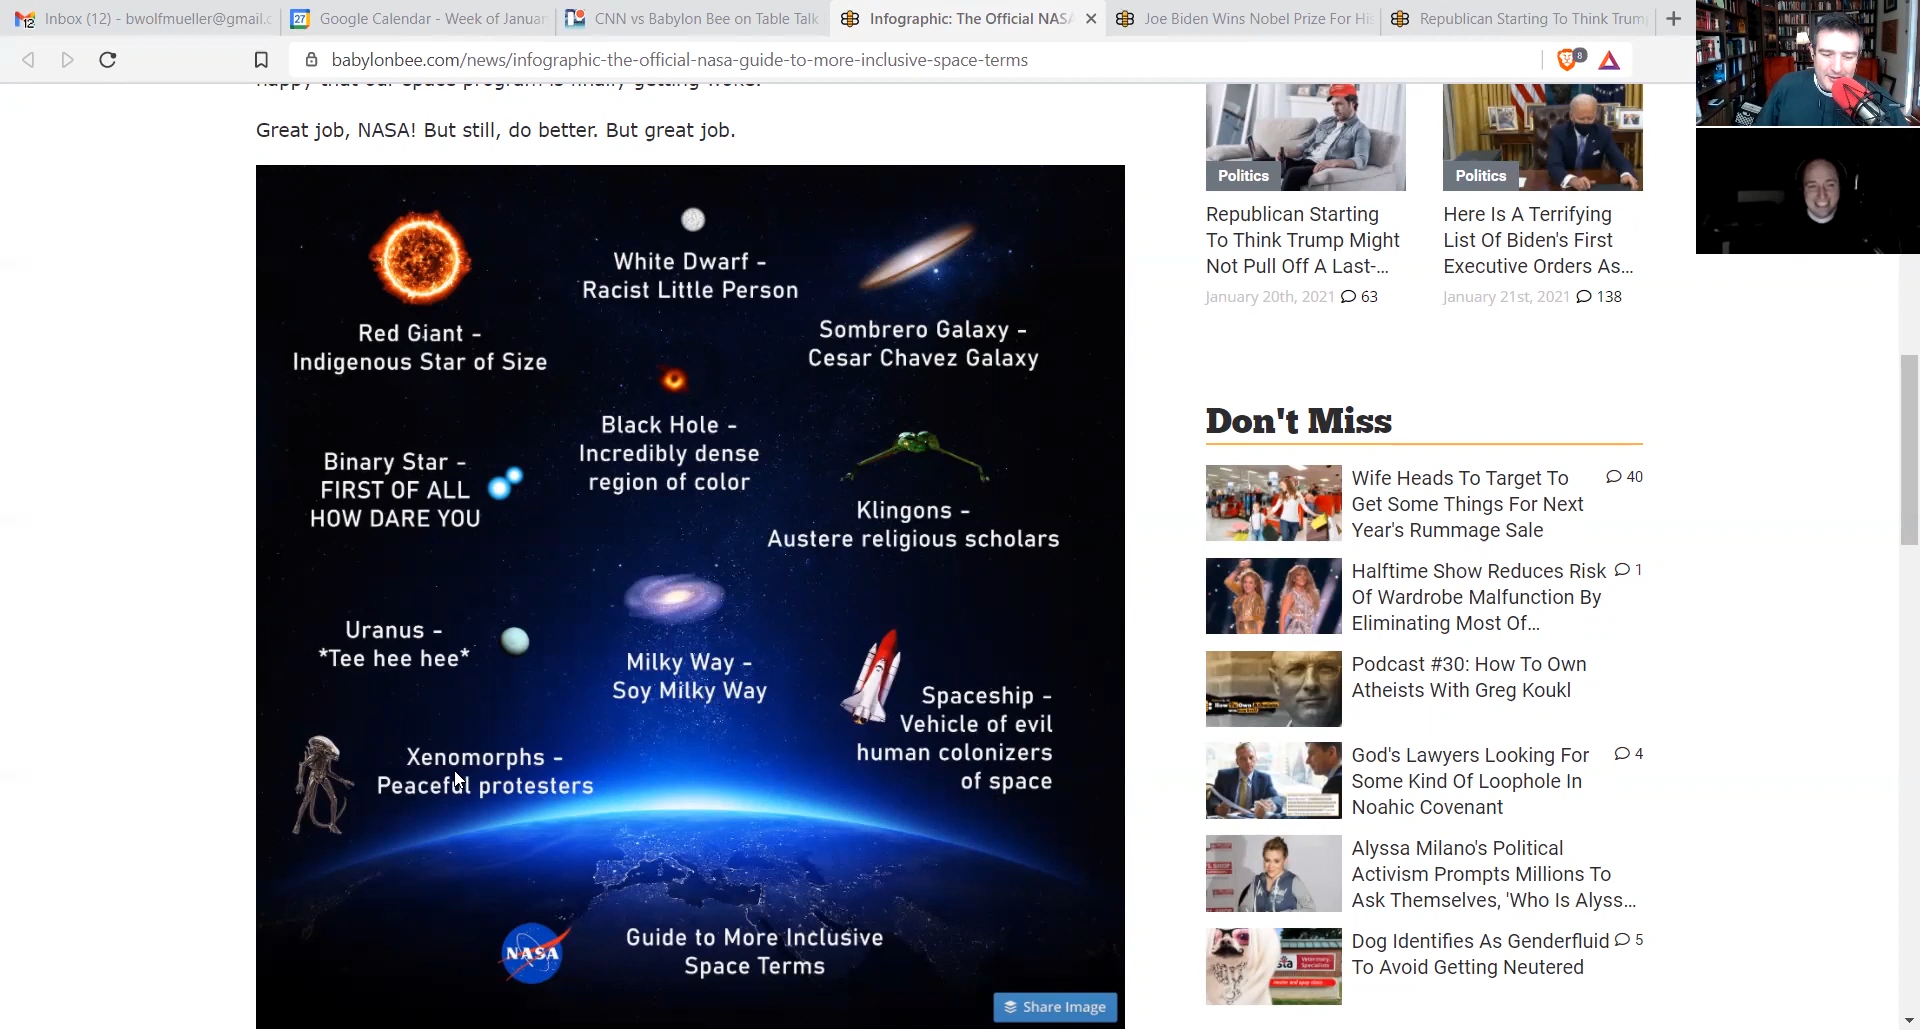 Inbox (12) - bwolfmueller@gmail.c
Google Calendar - Week of Januar
CNN vs Babylon Bee on Table Talk
Infographic: The Official NASA
Joe Biden Wins Nobel Prize For His
Republican Starting To Think Trum
babylonbee.com/news/infographic-the-official-nasa-guide-to-more-inclusive-space-terms
8
happy that our space program is finally getting woke.
Great job, NASA! But still, do better. But great job.
Red Giant -
Indigenous Star of Size
White Dwarf -
Racist Little Person
Sombrero Galaxy -
Cesar Chavez Galaxy
Binary Star -
FIRST OF ALL
HOW DARE YOU
Black Hole -
Incredibly dense
region of color
Klingons -
Austere religious scholars
Uranus -
*Tee hee hee*
Milky Way -
Soy Milky Way
Spaceship -
Vehicle of evil
human colonizers
of space
Xenomorphs -
Peaceful protesters
NASA
Guide to More Inclusive
Space Terms
Share Image
Politics
Republican Starting
To Think Trump Might
Not Pull Off A Last-...
January 20th, 2021 63
Politics
Here Is A Terrifying
List Of Biden's First
Executive Orders As...
January 21st, 2021 138
Don't Miss
Wife Heads To Target To
Get Some Things For Next
Year's Rummage Sale
40
Halftime Show Reduces Risk
Of Wardrobe Malfunction By
Eliminating Most Of...
1
Podcast #30: How To Own
Atheists With Greg Koukl
God's Lawyers Looking For
Some Kind Of Loophole In
Noahic Covenant
4
Alyssa Milano's Political
Activism Prompts Millions To
Ask Themselves, 'Who Is Alyss...
Dog Identifies As Genderfluid
To Avoid Getting Neutered
5